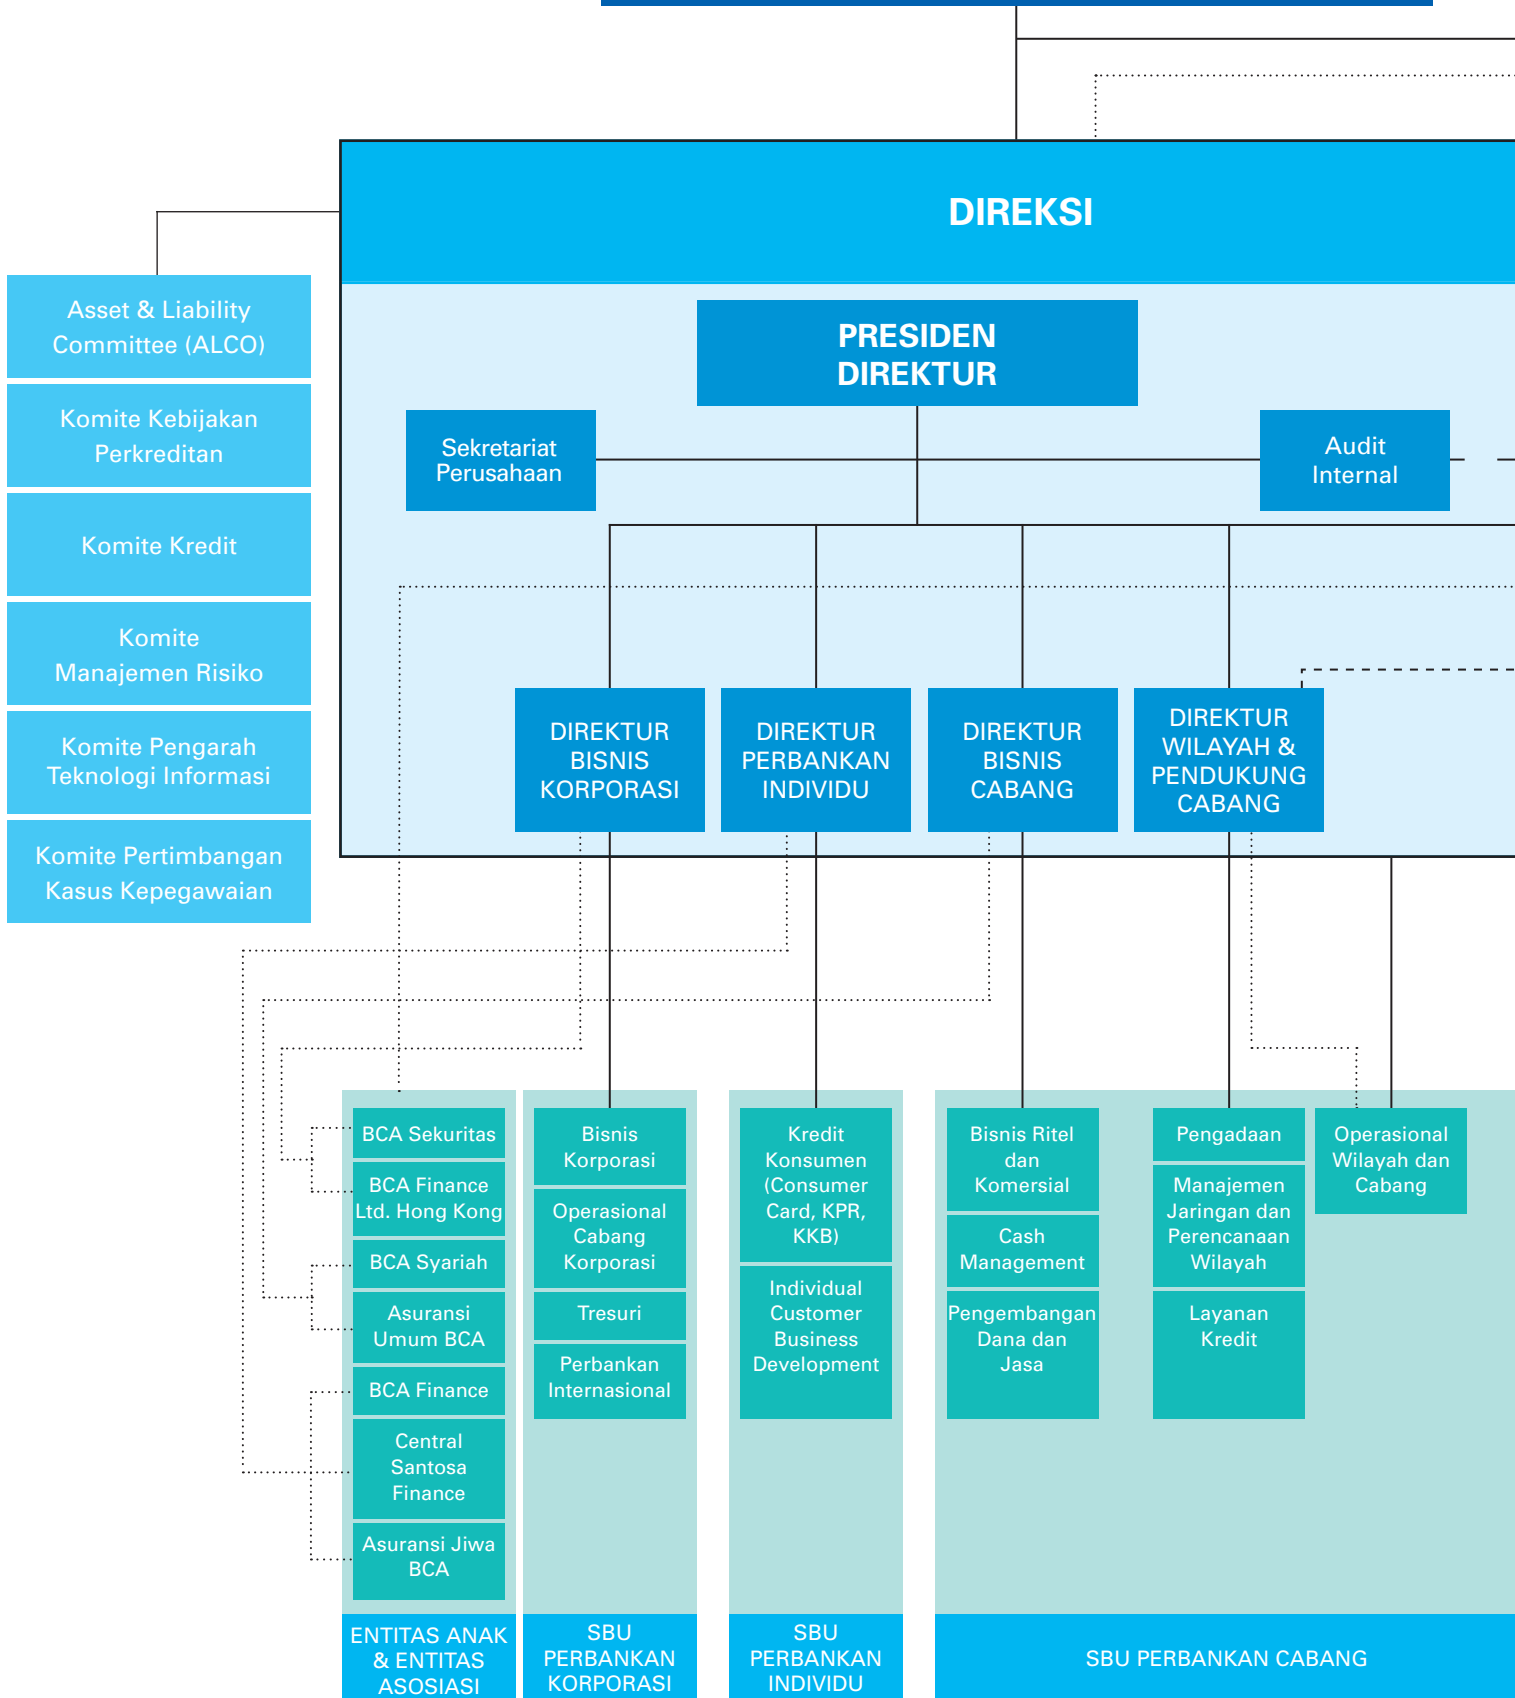 DIREKSI
Asset & Liability
Committee (ALCO)
Komite Kebijakan
Perkreditan
Komite Kredit
Komite
Manajemen Risiko
Komite Pengarah
Teknologi Informasi
Komite Pertimbangan
Kasus Kepegawaian
PRESIDEN
DIREKTUR
Sekretariat
Perusahaan
Audit
Internal
DIREKTUR
BISNIS
KORPORASI
DIREKTUR
PERBANKAN
INDIVIDU
DIREKTUR
BISNIS
CABANG
DIREKTUR
WILAYAH &
PENDUKUNG
CABANG
BCA Sekuritas
BCA Finance
Ltd. Hong Kong
BCA Syariah
Asuransi
Umum BCA
BCA Finance
Central
Santosa
Finance
Asuransi Jiwa
BCA
ENTITAS ANAK
& ENTITAS
ASOSIASI
Bisnis
Korporasi
Operasional
Cabang
Korporasi
Tresuri
Perbankan
Internasional
SBU
PERBANKAN
KORPORASI
Kredit
Konsumen
(Consumer
Card, KPR,
KKB)
Individual
Customer
Business
Development
SBU
PERBANKAN
INDIVIDU
Bisnis Ritel
dan
Komersial
Cash
Management
Pengembangan
Dana dan
Jasa
Pengadaan
Manajemen
Jaringan dan
Perencanaan
Wilayah
Layanan
Kredit
Operasional
Wilayah dan
Cabang
SBU PERBANKAN CABANG